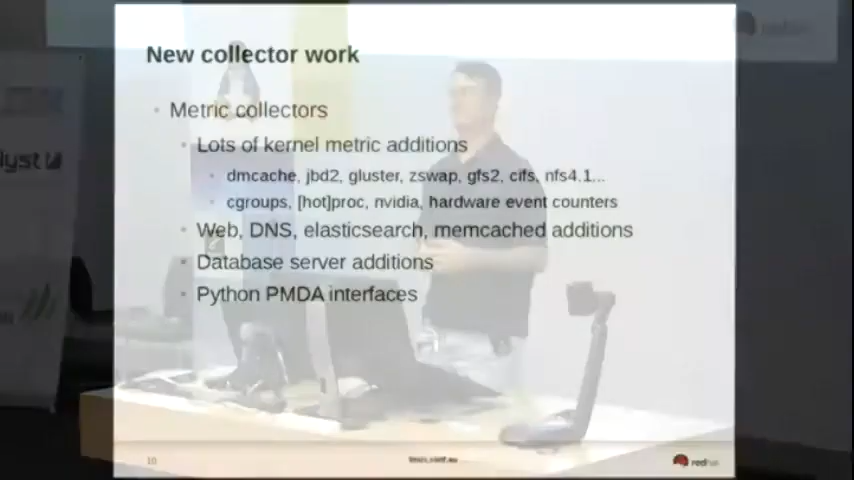 New collector work
Metric collectors
Lots of kernel metric additions
dmcache, jbd2, gluster, zswap, gfs2, cifs, nfs4.1...
cgroups, [hot]proc, nvidia, hardware event counters
Web, DNS, elasticsearch, memcached additions
Database server additions
Python PMDA interfaces
10
redhat